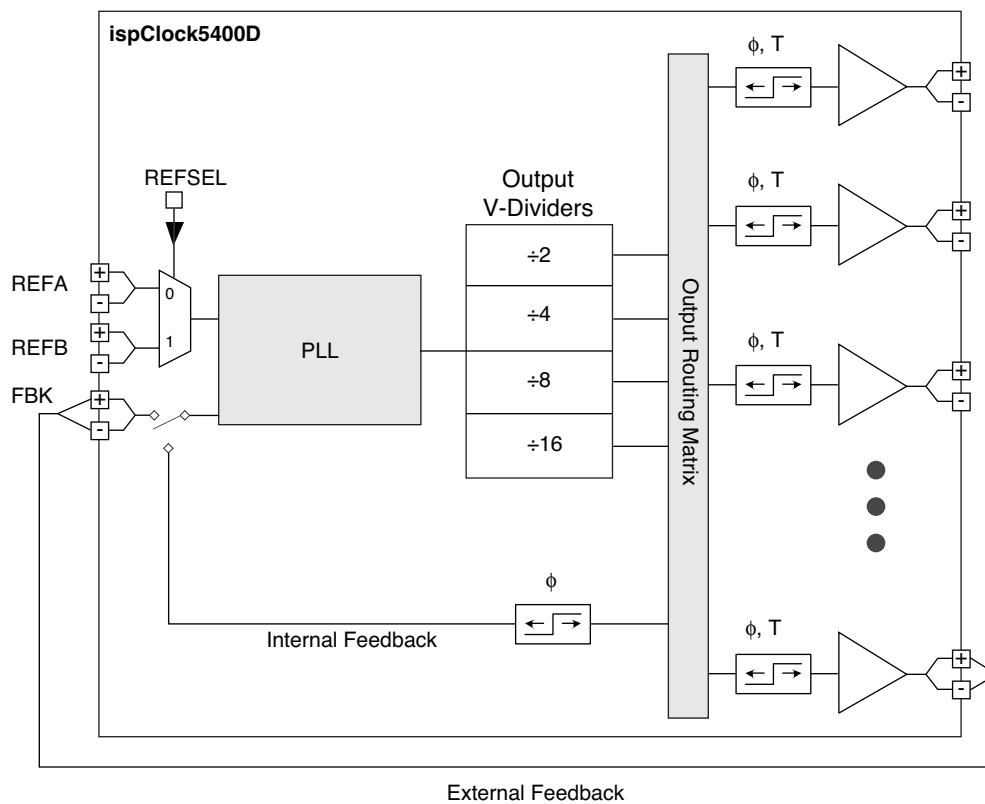 ispClock5400D
ϕ, T
REFSEL
Output
V-Dividers
ϕ, T
REFA
+
-
0
REFB
+
-
1
PLL
÷2
÷4
÷8
÷16
Output Routing Matrix
FBK
+
-
+
-
+
-
ϕ, T
+
-
ϕ
Internal Feedback
ϕ, T
+
-
External Feedback